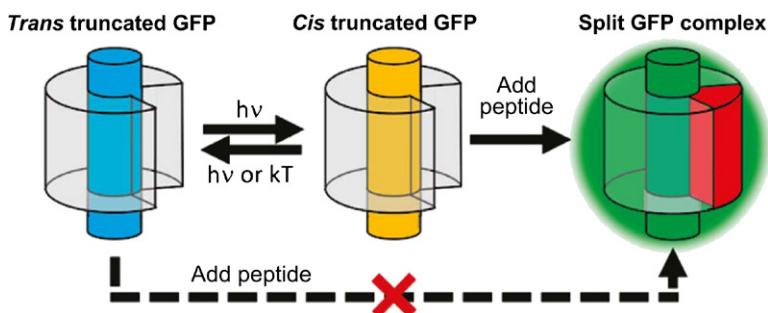 Trans truncated GFP
Cis truncated GFP
Split GFP complex
hν
hν or kT
Add
peptide
Add peptide